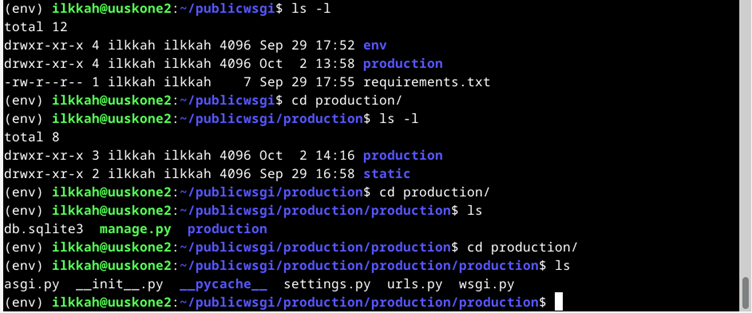 (env) ilkkah@uuskone2:~/publicwsgi$ ls -l
total 12
drwxr-xr-x 4 ilkkah ilkkah 4096 Sep 29 17:52 env
drwxr-xr-x 4 ilkkah ilkkah 4096 Oct  2 13:58 production
-rw-r--r-- 1 ilkkah ilkkah    7 Sep 29 17:55 requirements.txt
(env) ilkkah@uuskone2:~/publicwsgi$ cd production/
(env) ilkkah@uuskone2:~/publicwsgi/production$ ls -l
total 8
drwxr-xr-x 3 ilkkah ilkkah 4096 Oct  2 14:16 production
drwxr-xr-x 2 ilkkah ilkkah 4096 Sep 29 16:58 static
(env) ilkkah@uuskone2:~/publicwsgi/production$ cd production/
(env) ilkkah@uuskone2:~/publicwsgi/production/production$ ls
db.sqlite3  manage.py  production
(env) ilkkah@uuskone2:~/publicwsgi/production/production$ cd production/
(env) ilkkah@uuskone2:~/publicwsgi/production/production/production$ ls
asgi.py  __init__.py  __pycache__  settings.py  urls.py  wsgi.py
(env) ilkkah@uuskone2:~/publicwsgi/production/production/production$